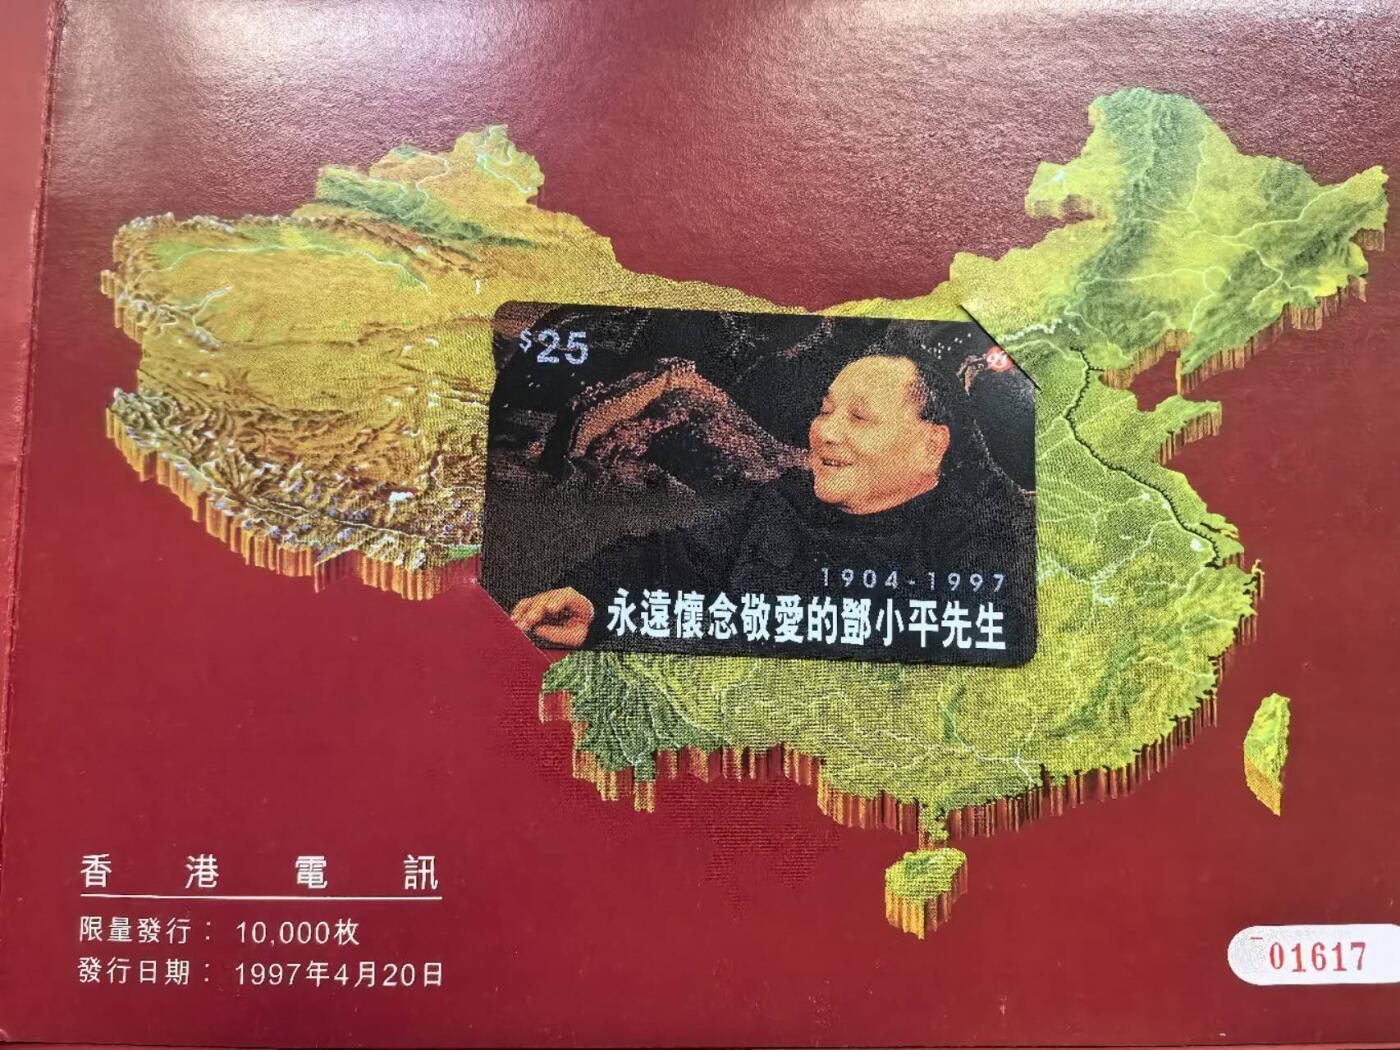 $25
1904-1997
永遠懷念敬愛的鄧小平先生
香港電訊
限量發行： 10,000枚
發行日期： 1997年4月20日
01617